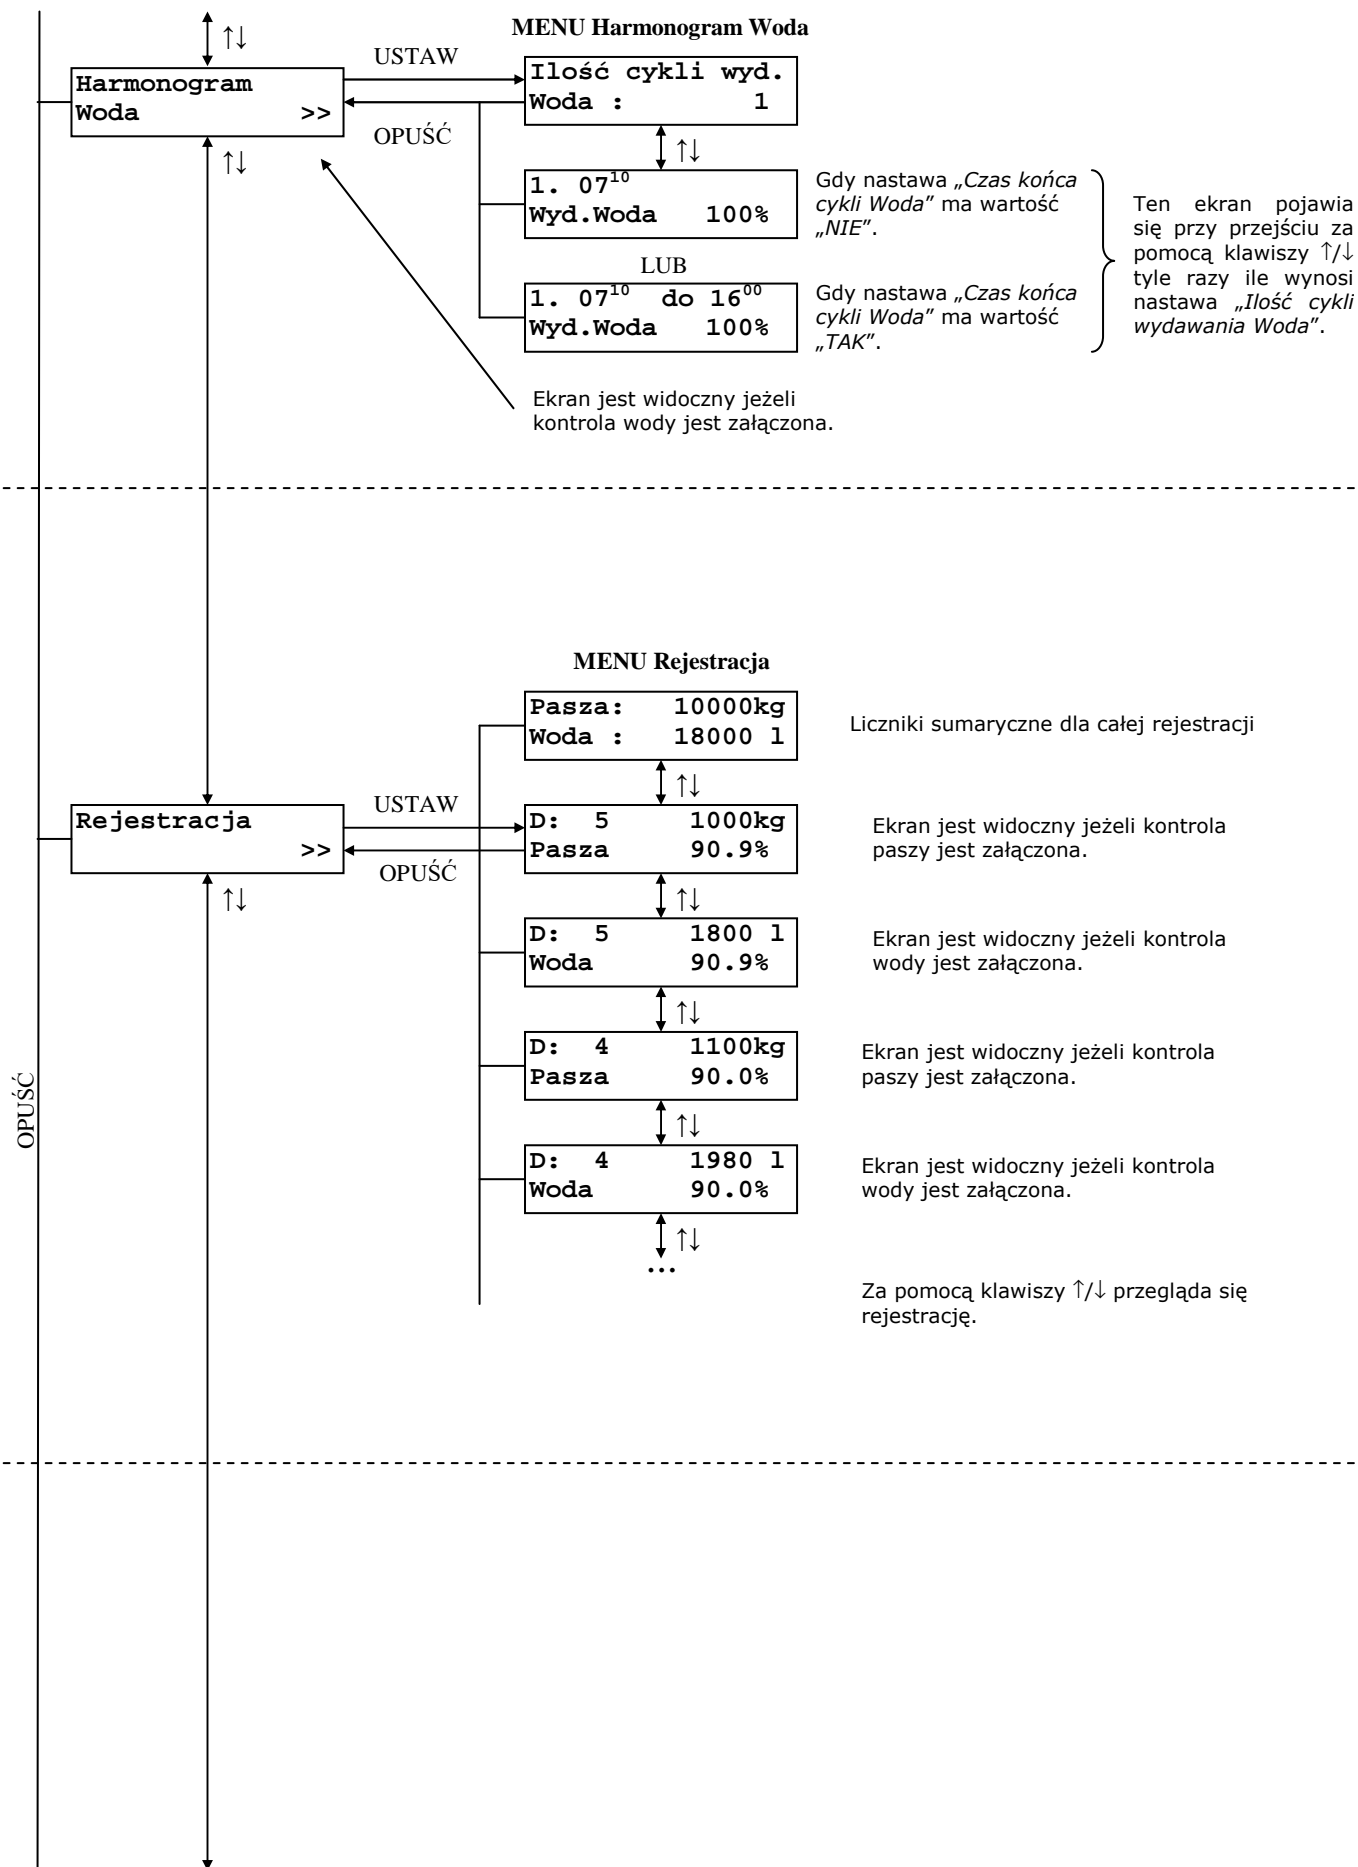 MENU Harmonogram Woda
↑↓
USTAW
Harmonogram
Woda >>
OPUŚĆ
↑↓
Ilość cykli wyd.
Woda : 1
↑↓
1. 07¹⁰
Wyd.Woda 100%
Gdy nastawa „Czas końca
cykli Woda” ma wartość
„NIE”.
LUB
1. 07¹⁰ do 16⁰⁰
Wyd.Woda 100%
Gdy nastawa „Czas końca
cykli Woda” ma wartość
„TAK”.
Ten ekran pojawia
się przy przejściu za
pomocą klawiszy ↑/↓
tyle razy ile wynosi
nastawa „Ilość cykli
wydawania Woda”.
Ekran jest widoczny jeżeli
kontrola wody jest załączona.
MENU Rejestracja
Pasza: 10000kg
Woda : 18000 l
Liczniki sumaryczne dla całej rejestracji
↑↓
Rejestracja
>>
USTAW
OPUŚĆ
↑↓
D: 5 1000kg
Pasza 90.9%
Ekran jest widoczny jeżeli kontrola
paszy jest załączona.
↑↓
D: 5 1800 l
Woda 90.9%
Ekran jest widoczny jeżeli kontrola
wody jest załączona.
↑↓
D: 4 1100kg
Pasza 90.0%
Ekran jest widoczny jeżeli kontrola
paszy jest załączona.
↑↓
D: 4 1980 l
Woda 90.0%
Ekran jest widoczny jeżeli kontrola
wody jest załączona.
↑↓
...
Za pomocą klawiszy ↑/↓ przegląda się
rejestrację.
OPUŚĆ